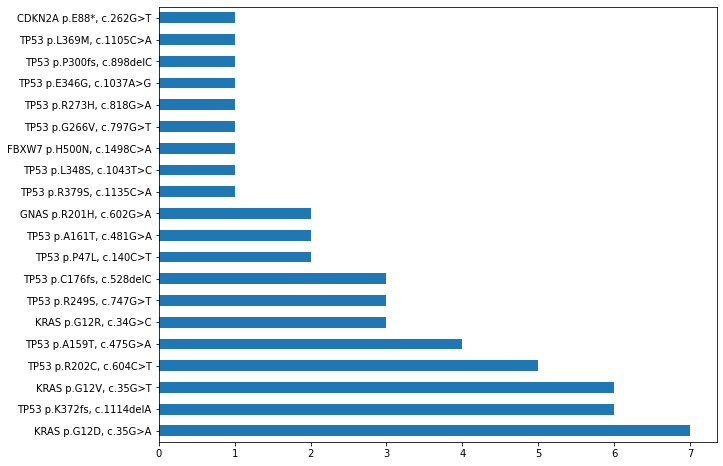 CDKN2A p.E88*, c.262G>T
TP53 p.L369M, c.1105C>A
TP53 p.P300fs, c.898delC
TP53 p.E346G, c.1037A>G
TP53 p.R273H, c.818G>A
TP53 p.G266V, c.797G>T
FBXW7 p.H500N, c.1498C>A
TP53 p.L348S, c.1043T>C
TP53 p.R379S, c.1135C>A
GNAS p.R201H, c.602G>A
TP53 p.A161T, c.481G>A
TP53 p.P47L, c.140C>T
TP53 p.C176fs, c.528delC
TP53 p.R249S, c.747G>T
KRAS p.G12R, c.34G>C
TP53 p.A159T, c.475G>A
TP53 p.R202C, c.604C>T
KRAS p.G12V, c.35G>T
TP53 p.K372fs, c.1114delA
KRAS p.G12D, c.35G>A
0 1 2 3 4 5 6 7